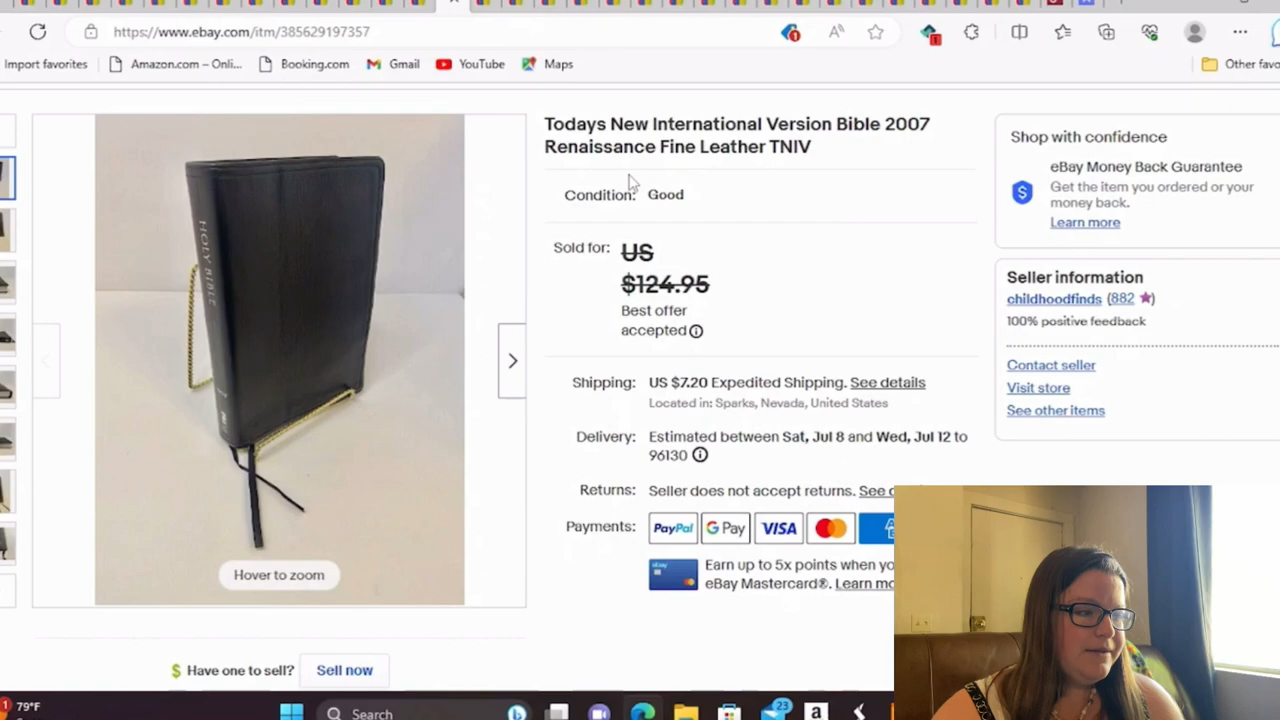 https://www.ebay.com/itm/385629197357
1
Import favorites
Amazon.com – Onli...
Booking.com
Gmail
YouTube
Maps
Other favo
HOLY BIBLE
Hover to zoom
Have one to sell?
Sell now
Todays New International Version Bible 2007
Renaissance Fine Leather TNIV
Condition: Good
Sold for: US
$124.95
Best offer
accepted
Shipping: US $7.20 Expedited Shipping. See details
Located in: Sparks, Nevada, United States
Delivery: Estimated between Sat, Jul 8 and Wed, Jul 12 to
96130
Returns: Seller does not accept returns. See
Payments: PayPal G Pay VISA
ebay
Earn up to 5x points when yo
eBay Mastercard®. Learn mo
Shop with confidence
eBay Money Back Guarantee
Get the item you ordered or your
money back.
Learn more
Seller information
childhoodfinds (882)
100% positive feedback
Contact seller
Visit store
See other items
1
79°F
Search
23